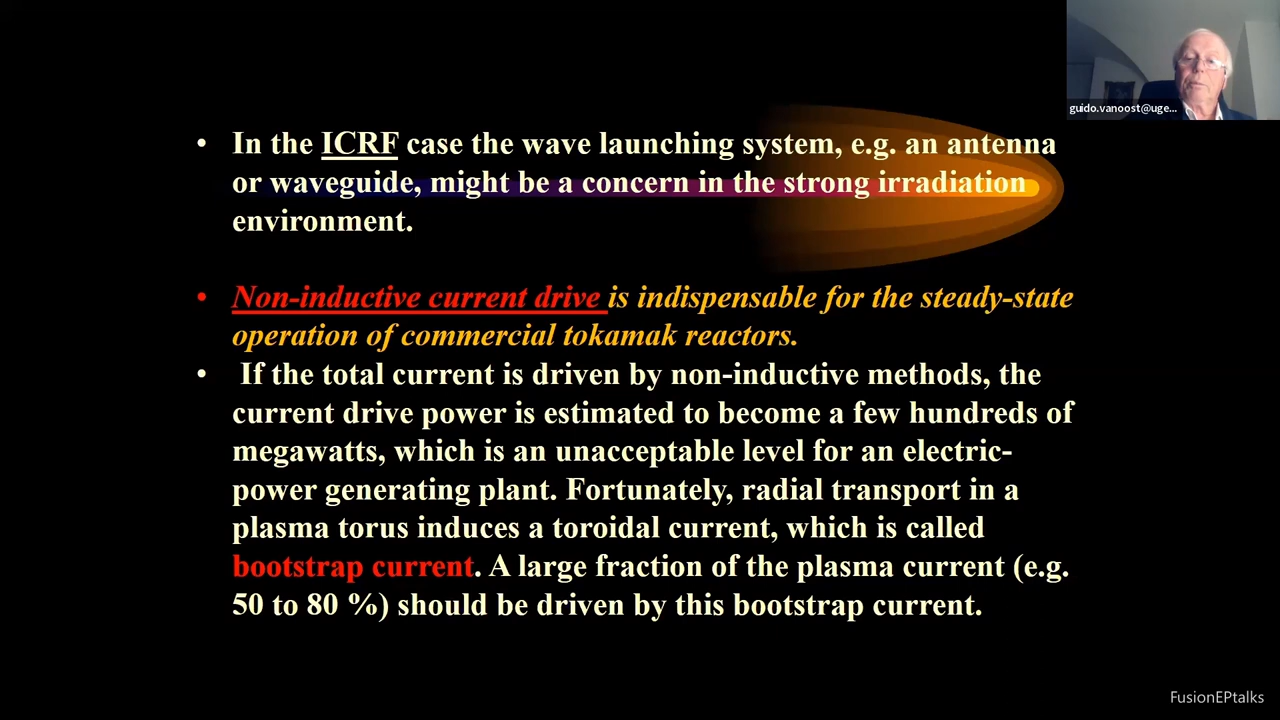 guido.vanoost@uge...
• In the ICRF case the wave launching system, e.g. an antenna
or waveguide, might be a concern in the strong irradiation
environment.
• Non-inductive current drive is indispensable for the steady-state
operation of commercial tokamak reactors.
• If the total current is driven by non-inductive methods, the
current drive power is estimated to become a few hundreds of
megawatts, which is an unacceptable level for an electric-
power generating plant. Fortunately, radial transport in a
plasma torus induces a toroidal current, which is called
bootstrap current. A large fraction of the plasma current (e.g.
50 to 80 %) should be driven by this bootstrap current.
FusionEPtalks